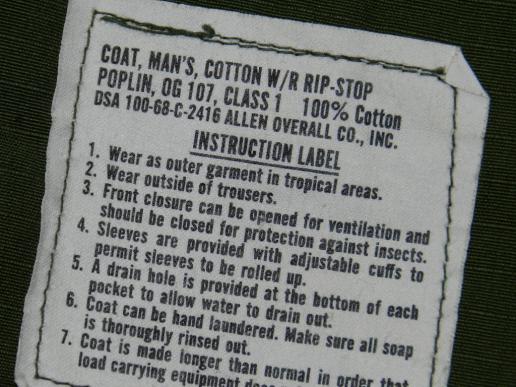 COAT, MAN'S, COTTON W/R RIP-STOP
POPLIN, OG 107, CLASS 1 100% Cotton
DSA 100-68-C-2416 ALLEN OVERALL CO., INC.
INSTRUCTION LABEL
1. Wear as outer garment in tropical areas.
2. Wear outside of trousers.
3. Front closure can be opened for ventilation and
should be closed for protection against insects.
4. Sleeves are provided with adjustable cuffs to
permit sleeves to be rolled up.
5. A drain hole is provided at the bottom of each
pocket to allow water to drain out.
6. Coat can be hand laundered. Make sure all soap
is thoroughly rinsed out.
7. Coat is made longer than normal in order that
load carrying equipment